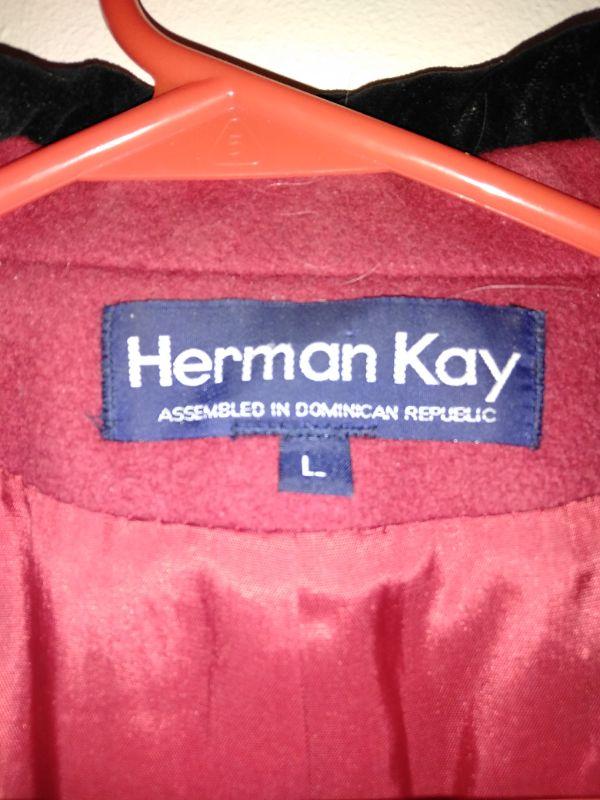 Herman Kay
ASSEMBLED IN DOMINICAN REPUBLIC
L